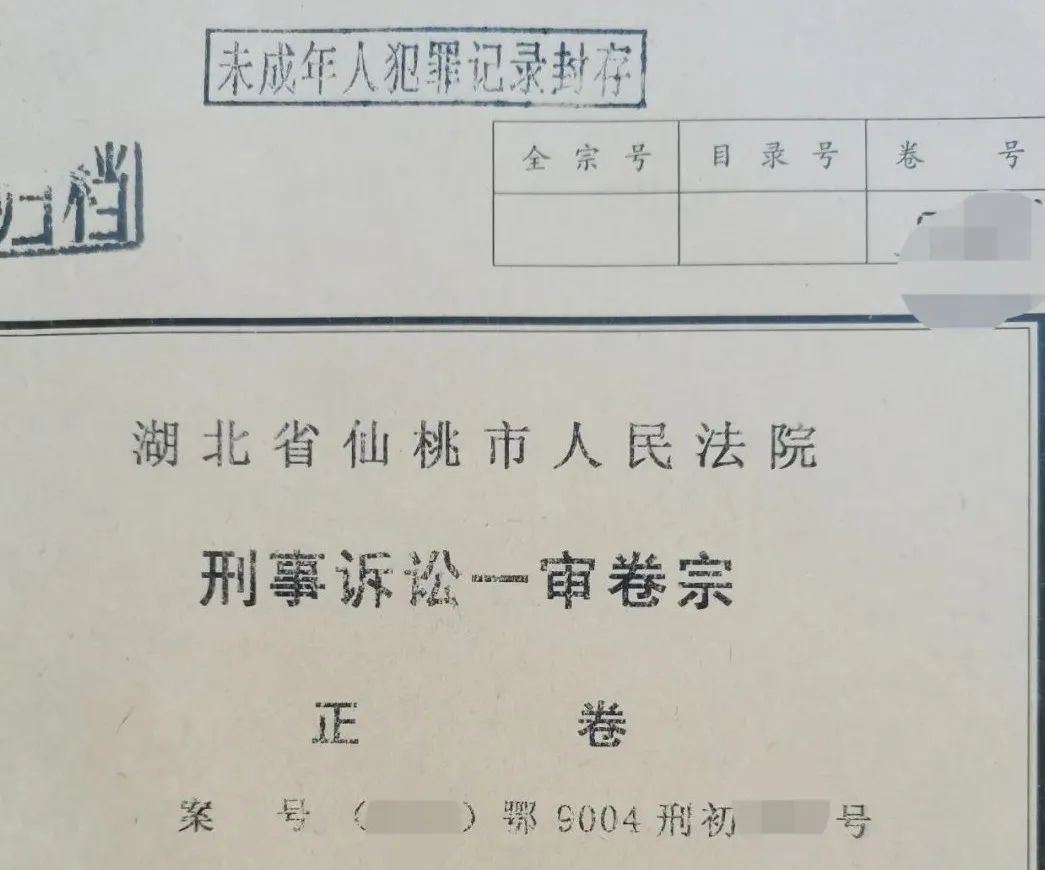 未成年人犯罪记录封存
全宗号 目录号 卷号
归档
湖北省仙桃市人民法院
刑事诉讼一审卷宗
正卷
案号（ ）鄂9004刑初 号